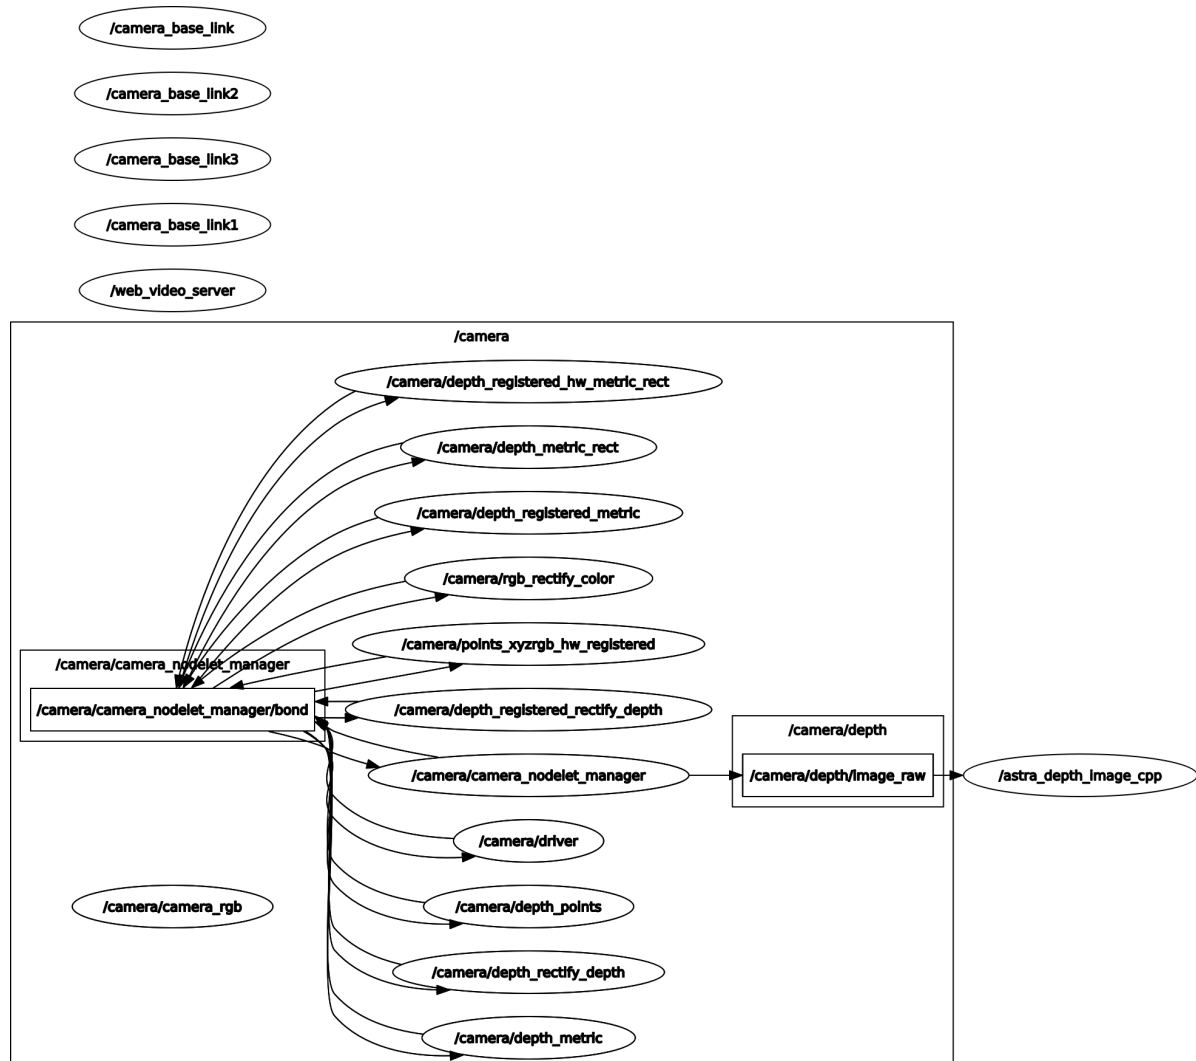 /camera_base_link
/camera_base_link2
/camera_base_link3
/camera_base_link1
/web_video_server
/camera
/camera/depth_registered_hw_metric_rect
/camera/depth_metric_rect
/camera/depth_registered_metric
/camera/rgb_rectify_color
/camera/points_xyzrgb_hw_registered
/camera/camera_nodelet_manager
/camera/camera_nodelet_manager/bond
/camera/depth_registered_rectify_depth
/camera/depth
/camera/camera_nodelet_manager
/camera/depth/image_raw
/astra_depth_image_cpp
/camera/driver
/camera/camera_rgb
/camera/depth_points
/camera/depth_rectify_depth
/camera/depth_metric